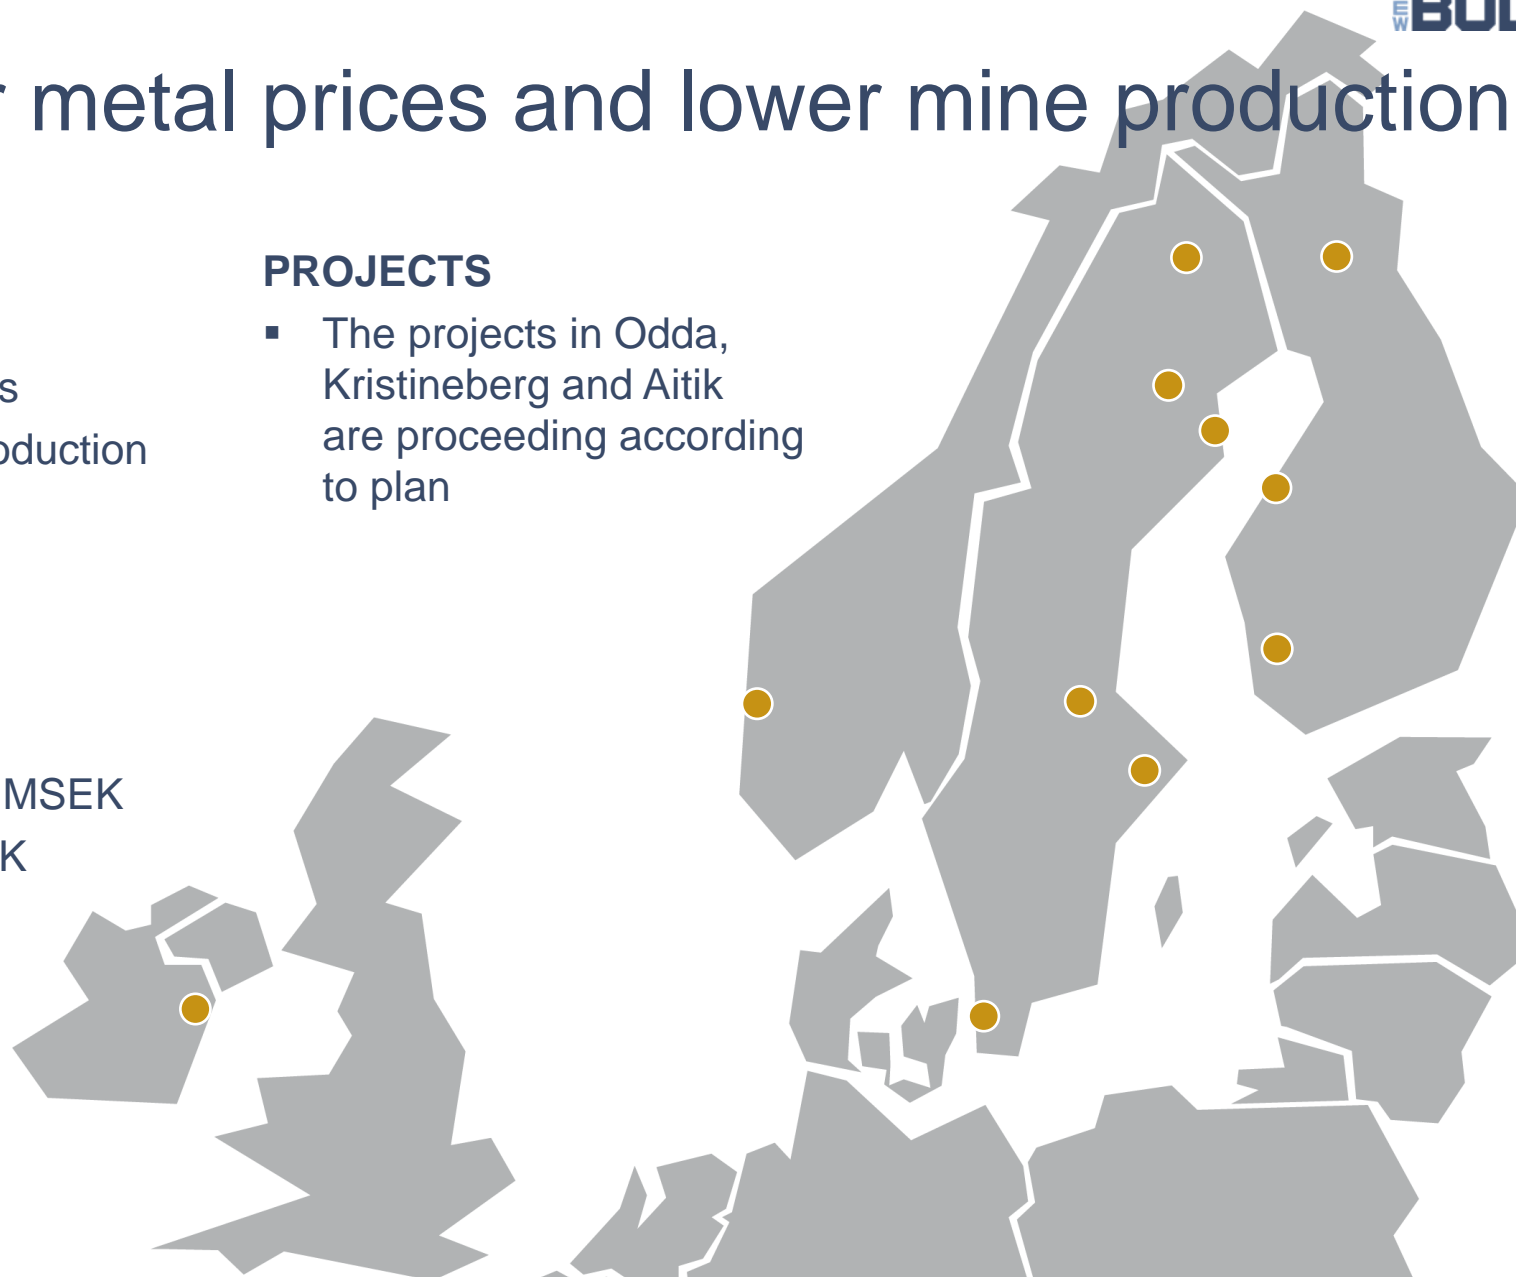 metal prices and lower mine production
PROJECTS
▪ The projects in Odda,
Kristineberg and Aitik
are proceeding according
to plan
MSEK